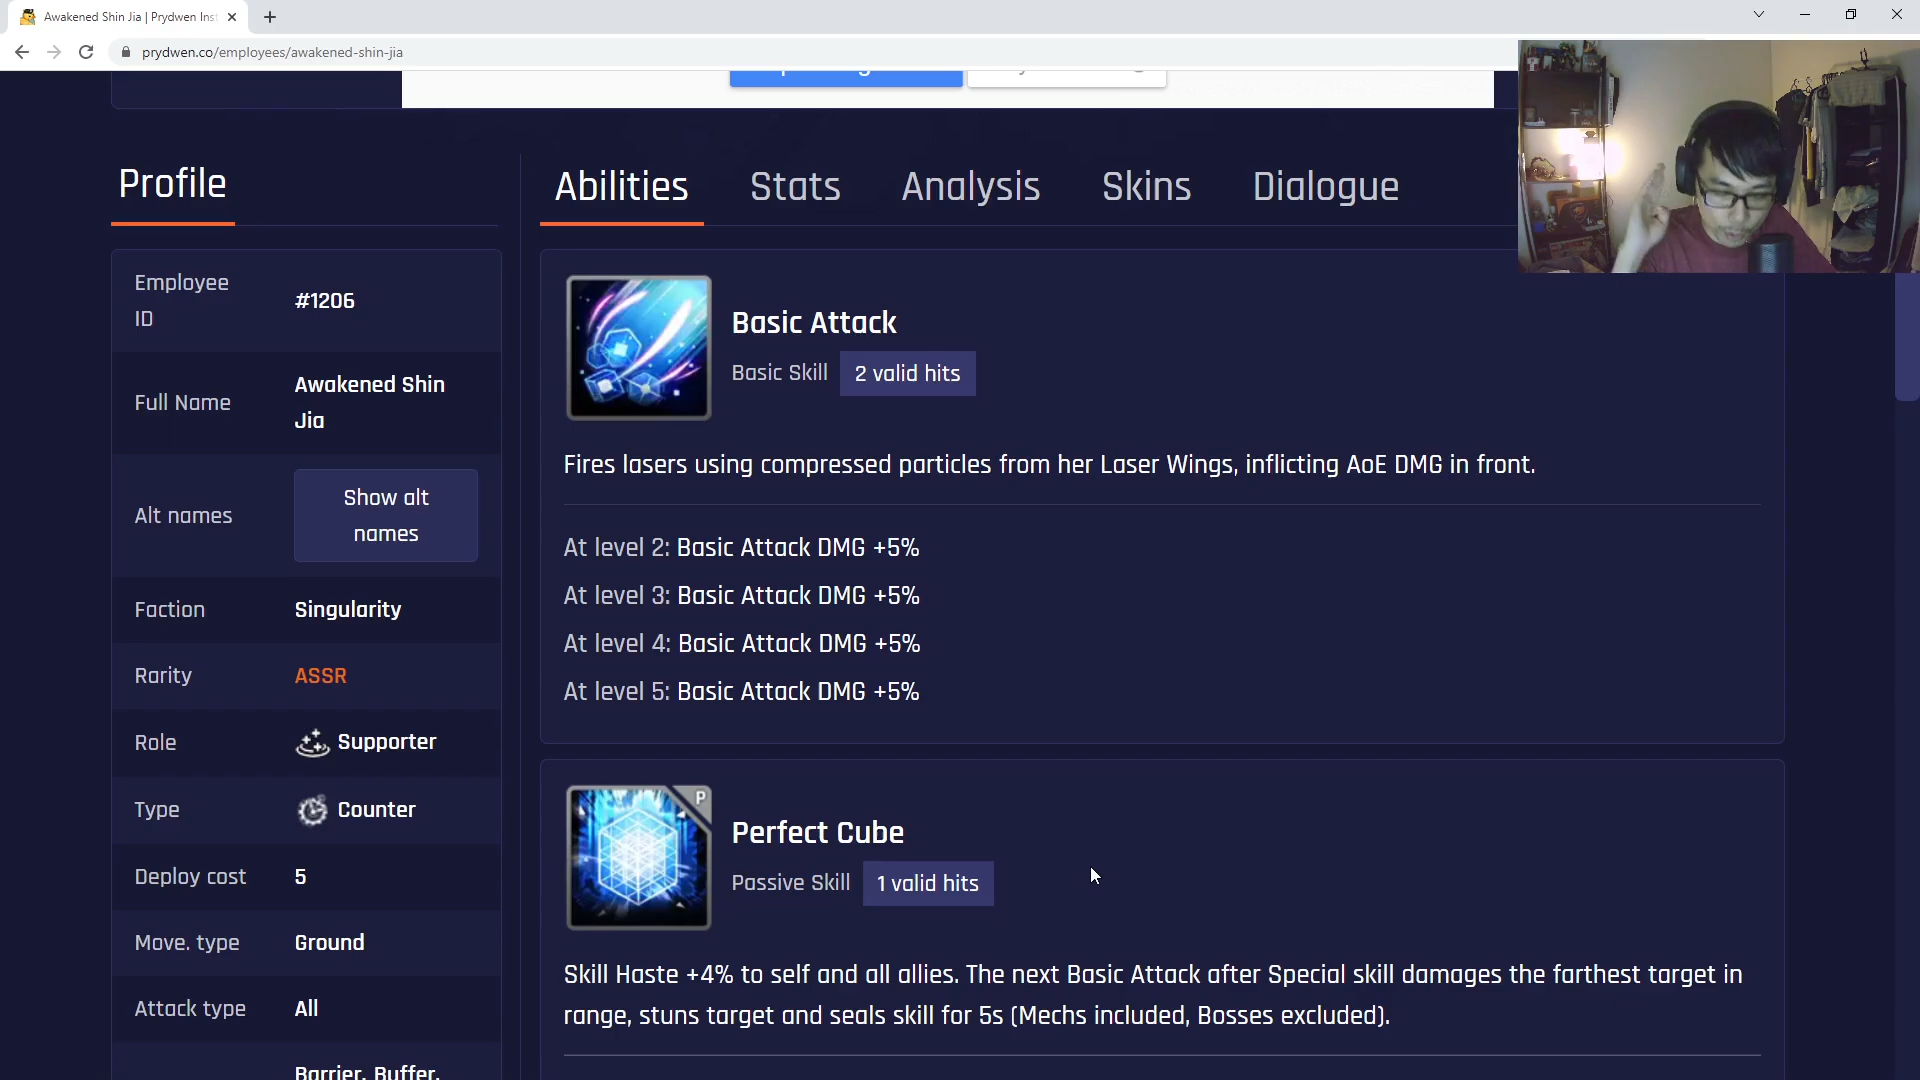 Awakened Shin Jia | Prydwen Inst
prydwen.co/employees/awakened-shin-jia
Profile
Abilities
Stats
Analysis
Skins
Dialogue
Employee
ID
#1206
Full Name
Awakened Shin
Jia
Alt names
Show alt
names
Faction
Singularity
Rarity
ASSR
Role
Supporter
Type
Counter
Deploy cost
5
Move. type
Ground
Attack type
All
Barrier, Buffer,
Basic Attack
Basic Skill
2 valid hits
Fires lasers using compressed particles from her Laser Wings, inflicting AoE DMG in front.
At level 2: Basic Attack DMG +5%
At level 3: Basic Attack DMG +5%
At level 4: Basic Attack DMG +5%
At level 5: Basic Attack DMG +5%
P
Perfect Cube
Passive Skill
1 valid hits
Skill Haste +4% to self and all allies. The next Basic Attack after Special skill damages the farthest target in
range, stuns target and seals skill for 5s (Mechs included, Bosses excluded).